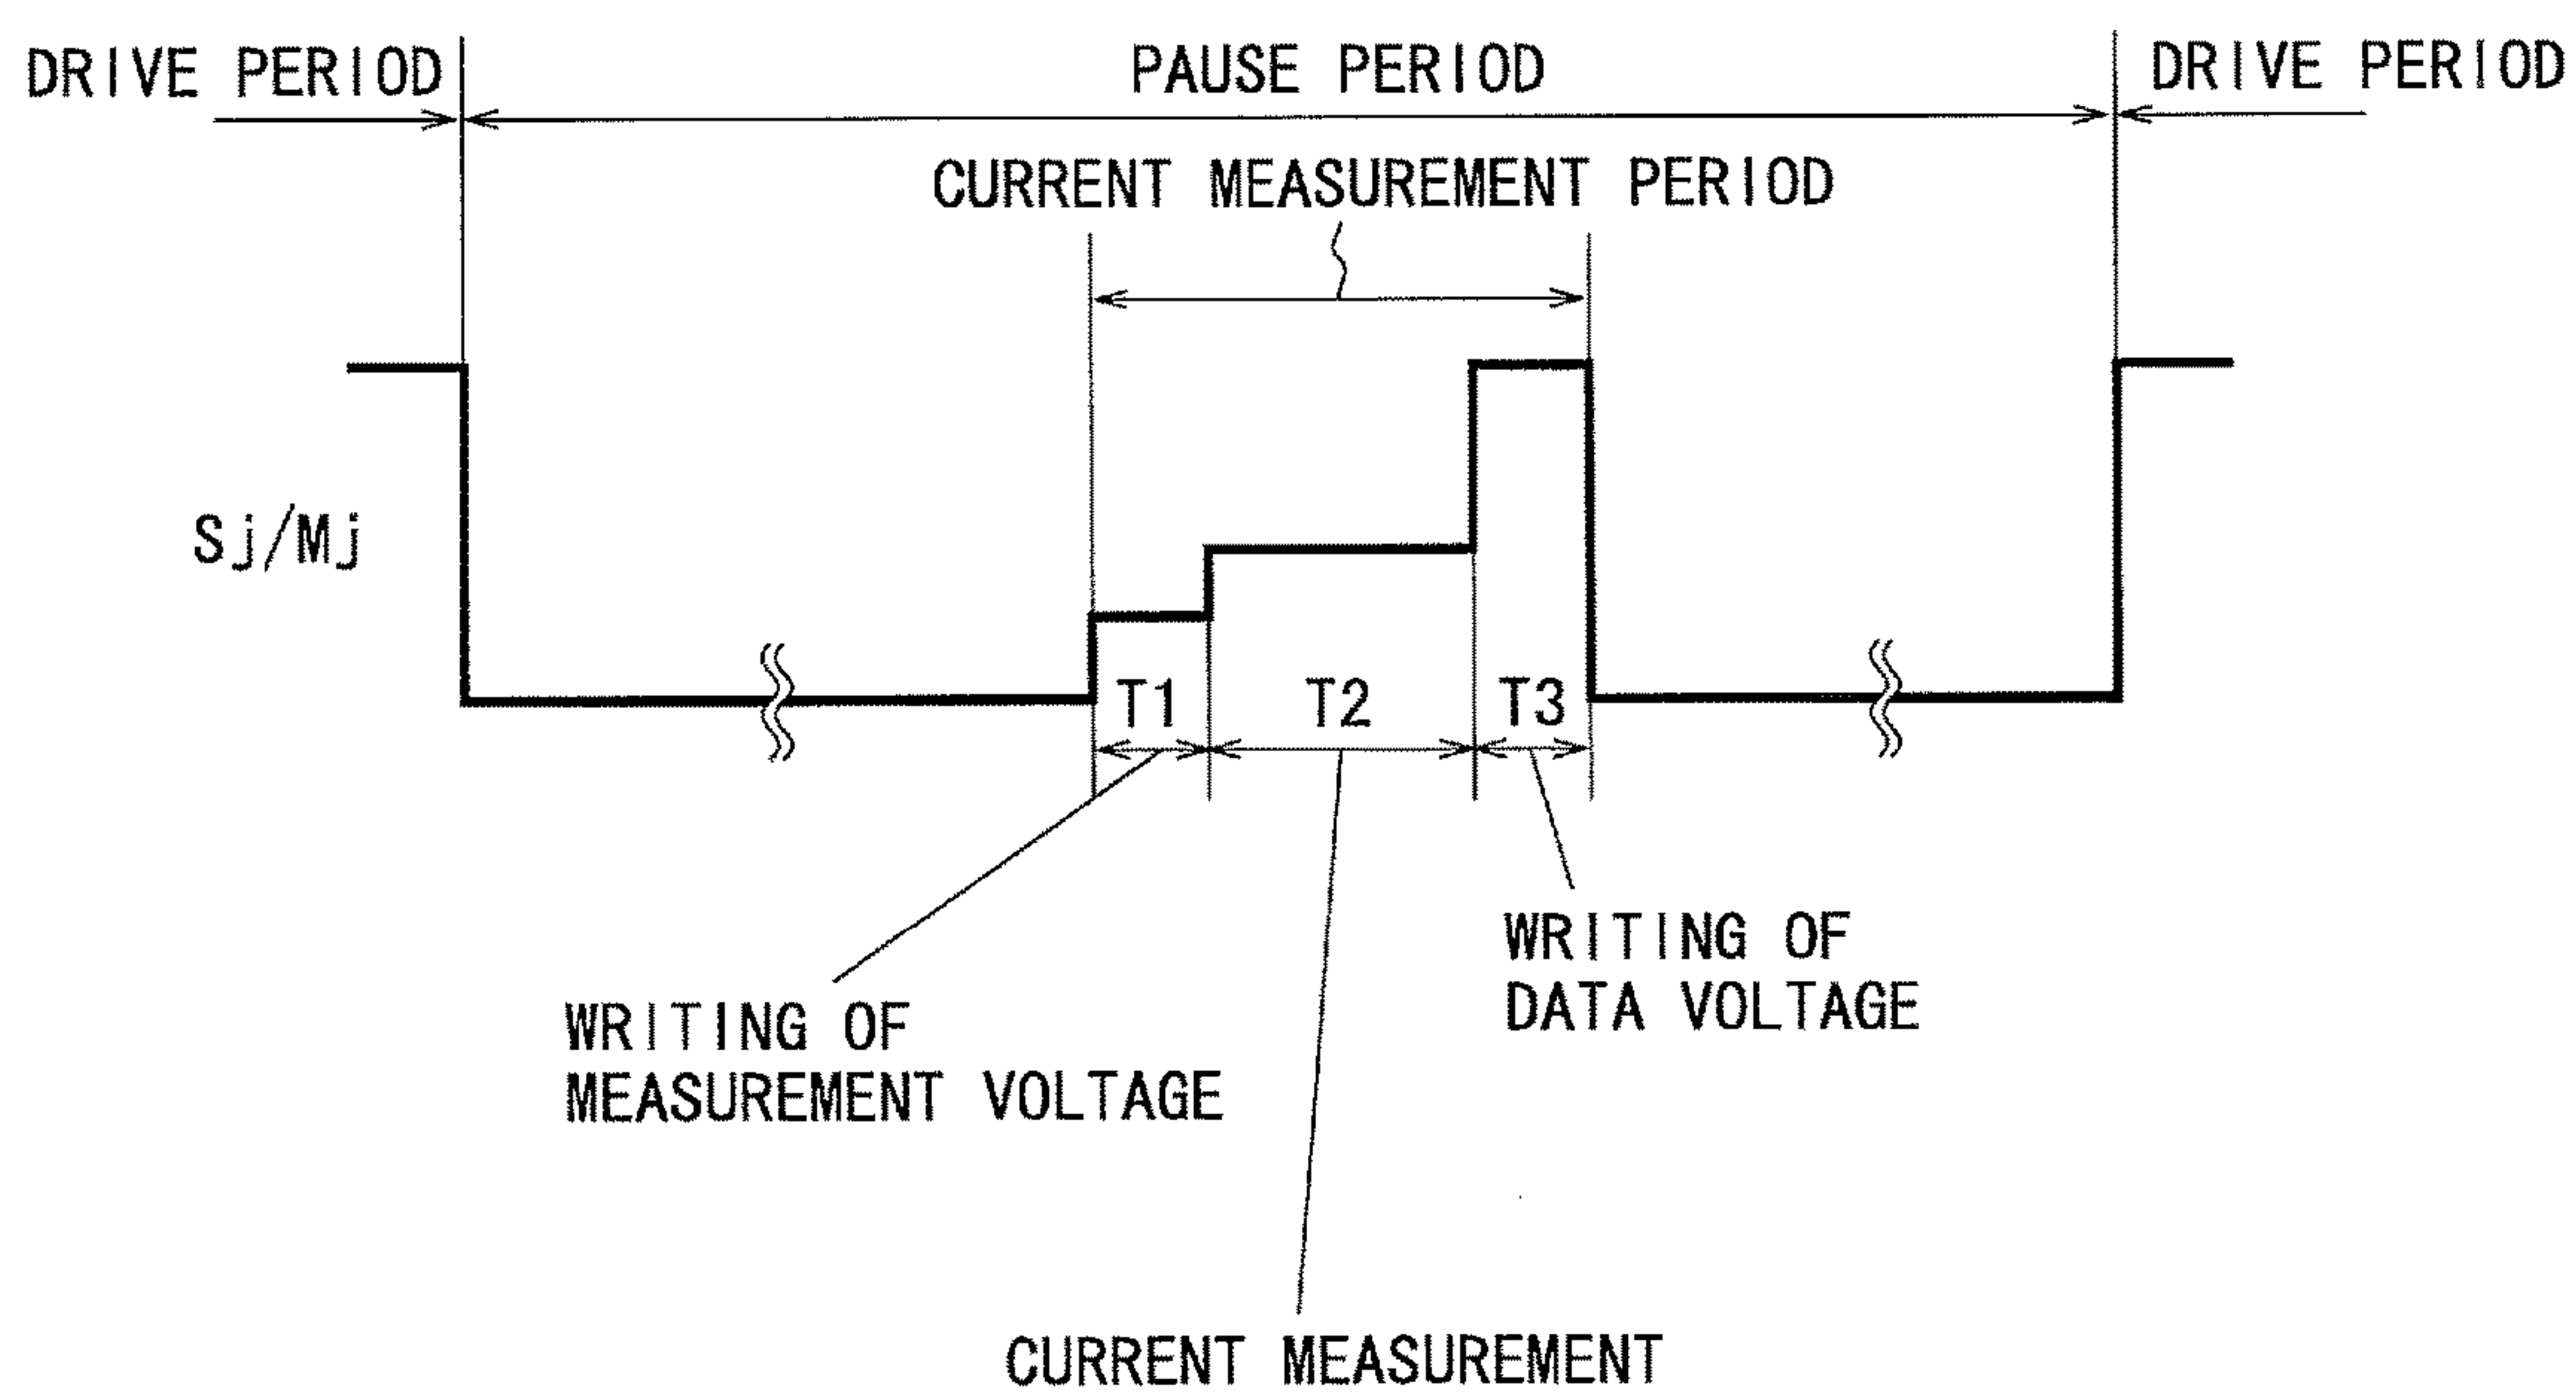 DRIVE PERIOD
PAUSE PERIOD
DRIVE PERIOD
CURRENT MEASUREMENT PERIOD
Sj/Mj
T1
T2
T3
WRITING OF
DATA VOLTAGE
WRITING OF
MEASUREMENT VOLTAGE
CURRENT MEASUREMENT